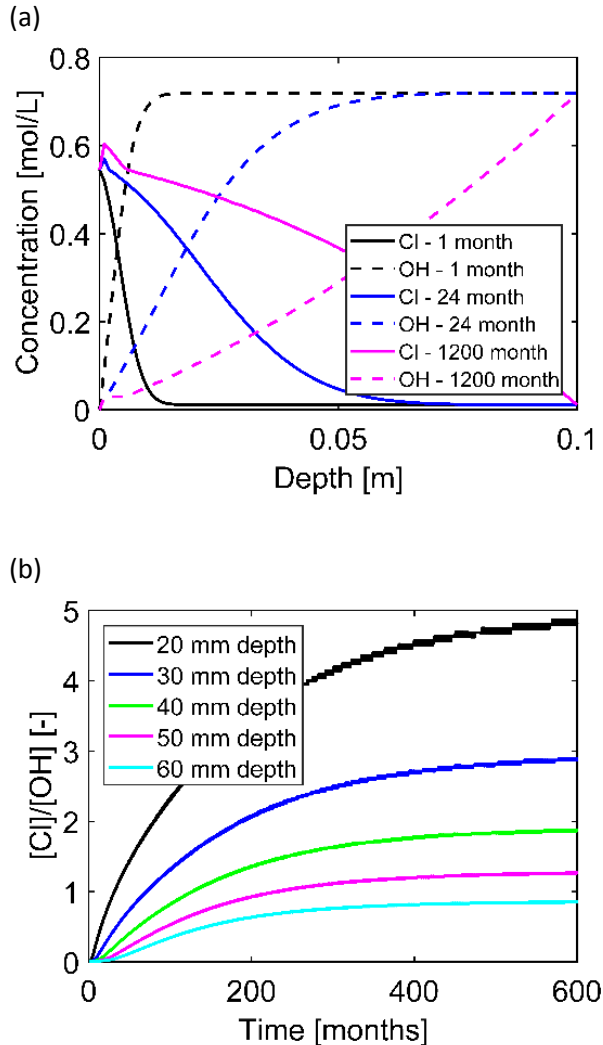 (a)
0.8
0.6
0.4
0.2
0
Concentration [mol/L]
Cl - 1 month
OH - 1 month
Cl - 24 month
OH - 24 month
Cl - 1200 month
OH - 1200 month
0
0.05
0.1
Depth [m]
(b)
5
4
3
2
1
0
[Cl]/[OH] [-]
20 mm depth
30 mm depth
40 mm depth
50 mm depth
60 mm depth
0
200
400
600
Time [months]